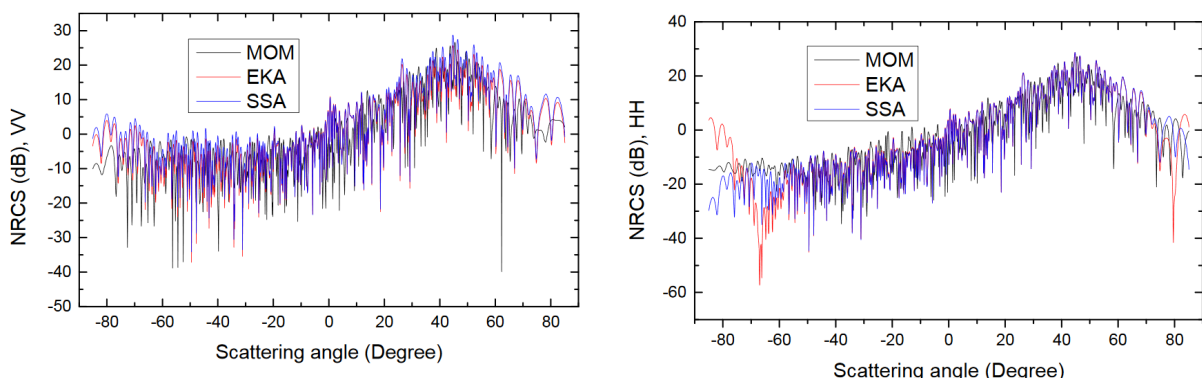 NRCS (dB), VV
30
20
10
0
-10
-20
-30
-40
-50
MOM
EKA
SSA
-80 -60 -40 -20 0 20 40 60 80
Scattering angle (Degree)
NRCS (dB), HH
40
20
0
-20
-40
-60
MOM
EKA
SSA
-80 -60 -40 -20 0 20 40 60 80
Scattering angle (Degree)